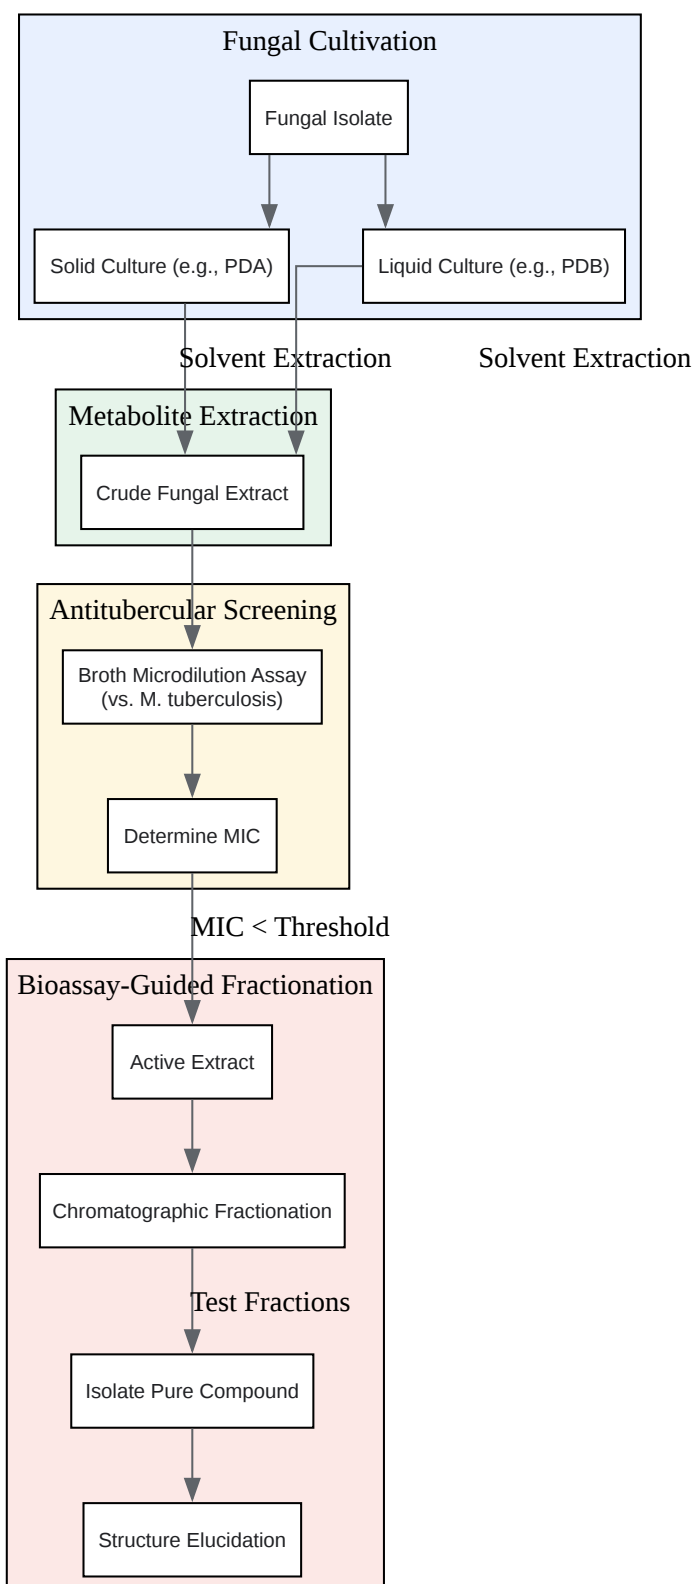 Fungal Cultivation
Fungal Isolate
Solid Culture (e.g., PDA)
Liquid Culture (e.g., PDB)
Solvent Extraction
Solvent Extraction
Metabolite Extraction
Crude Fungal Extract
Antitubercular Screening
Broth Microdilution Assay
(vs. M. tuberculosis)
Determine MIC
MIC < Threshold
Bioassay-Guided Fractionation
Active Extract
Chromatographic Fractionation
Test Fractions
Isolate Pure Compound
Structure Elucidation